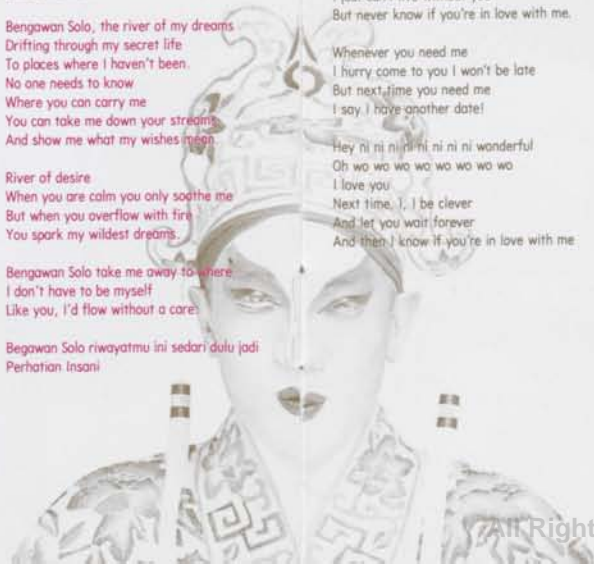 Bengawan Solo, the river of my dreams
Drifting through my secret life
To places where I haven't been.
No one needs to know
Where you can carry me
You can take me down your streams
And show me what my wishes mean.
River of desire
When you are calm you only soothe me
But when you overflow with fire
You spark my wildest dreams.
Bengawan Solo take me away to where
I don't have to be myself
Like you, I'd flow without a care.
Begawan Solo riwayatmu ini sedari dulu jadi
Perhatian Insani
But never know if you're in love with me.
Whenever you need me
I hurry come to you I won't be late
But next time you need me
I say I have another date!
Hey ni ni ni ni ni ni ni ni wonderful
Oh wo wo wo wo wo wo wo wo
I love you
Next time, I, I be clever
And let you wait forever
And then I know if you're in love with me
All Right